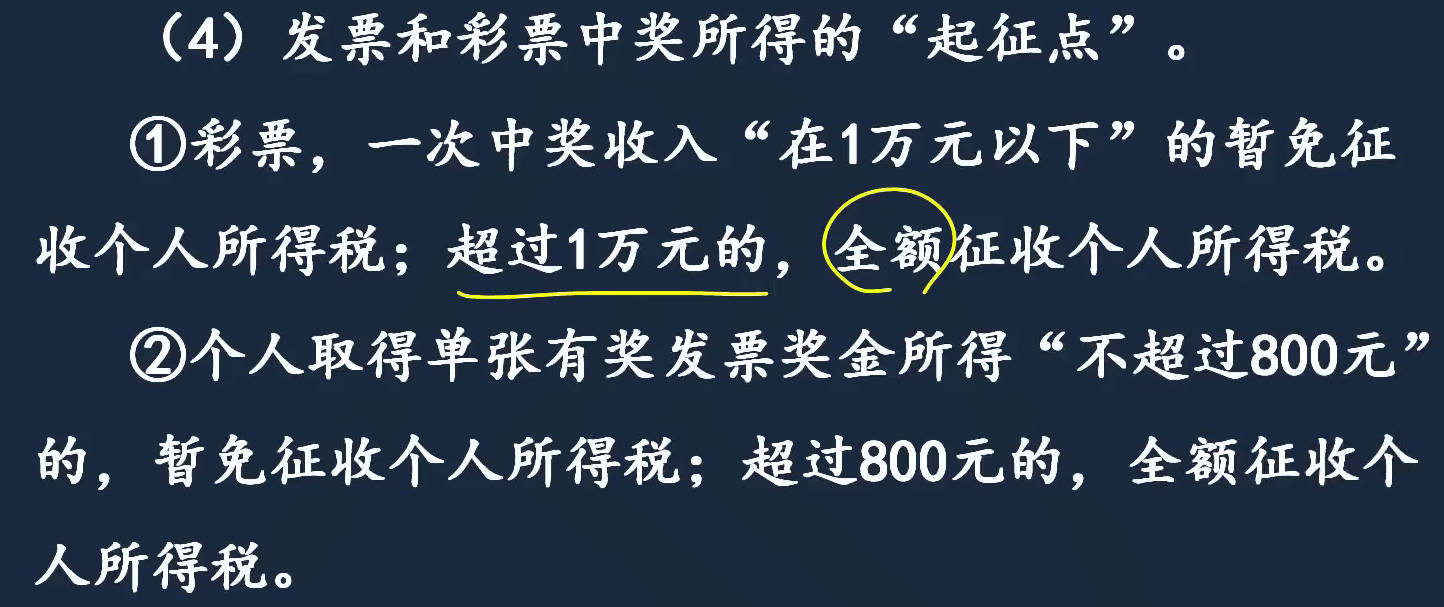 （4）发票和彩票中奖所得的“起征点”。
①彩票，一次中奖收入“在1万元以下”的暂免征
收个人所得税；超过1万元的，全额征收个人所得税。
②个人取得单张有奖发票奖金所得“不超过800元”
的，暂免征收个人所得税；超过800元的，全额征收个
人所得税。